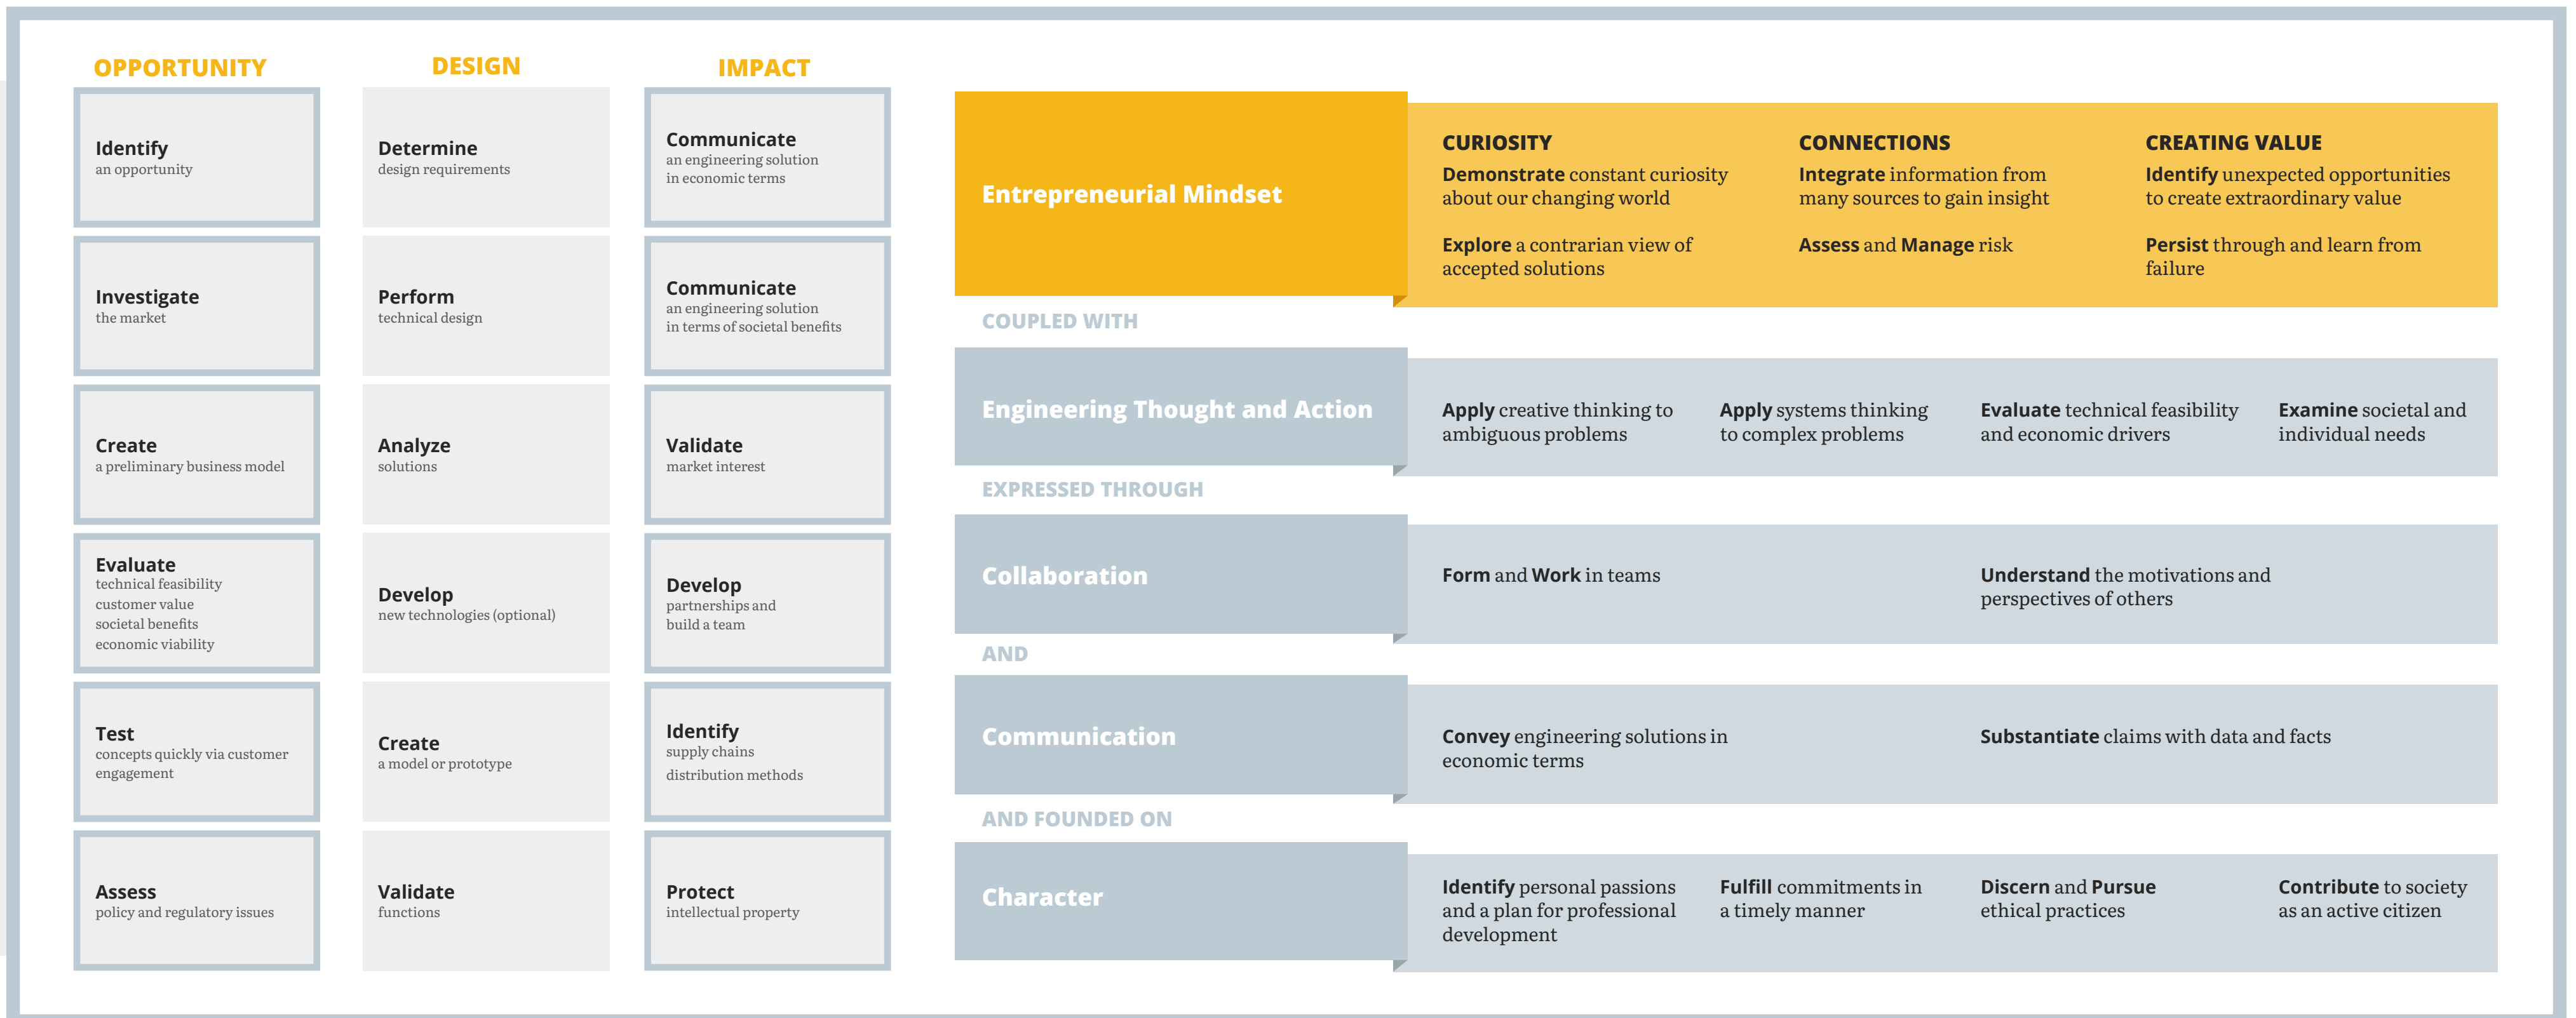 OPPORTUNITY
Identify
an opportunity
Investigate
the market
Create
a preliminary business model
Evaluate
technical feasibility
customer value
societal benefits
economic viability
Test
concepts quickly via customer
engagement
Assess
policy and regulatory issues
DESIGN
Determine
design requirements
Perform
technical design
Analyze
solutions
Develop
new technologies (optional)
Create
a model or prototype
Validate
functions
IMPACT
Communicate
an engineering solution
in economic terms
Communicate
an engineering solution
in terms of societal benefits
Validate
market interest
Develop
partnerships and
build a team
Identify
supply chains
distribution methods
Protect
intellectual property
Entrepreneurial Mindset
CURIOSITY
Demonstrate constant curiosity
about our changing world
Explore a contrarian view of
accepted solutions
CONNECTIONS
Integrate information from
many sources to gain insight
Assess and Manage risk
CREATING VALUE
Identify unexpected opportunities
to create extraordinary value
Persist through and learn from
failure
COUPLED WITH
Engineering Thought and Action
Apply creative thinking to
ambiguous problems
Apply systems thinking
to complex problems
Evaluate technical feasibility
and economic drivers
Examine societal and
individual needs
EXPRESSED THROUGH
Collaboration
Form and Work in teams
Understand the motivations and
perspectives of others
AND
Communication
Convey engineering solutions in
economic terms
Substantiate claims with data and facts
AND FOUNDED ON
Character
Identify personal passions
and a plan for professional
development
Fulfill commitments in
a timely manner
Discern and Pursue
ethical practices
Contribute to society
as an active citizen